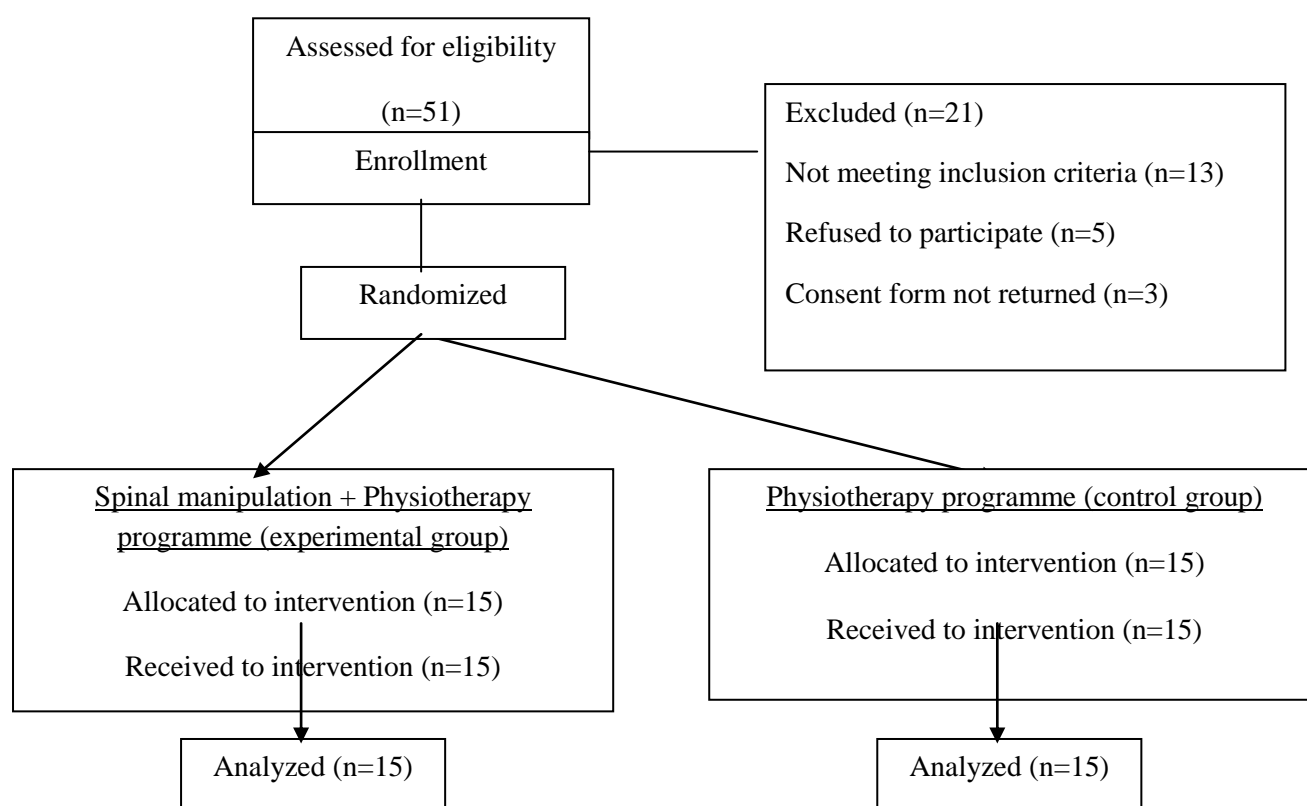 Assessed for eligibility
(n=51)
Enrollment
Excluded (n=21)
Not meeting inclusion criteria (n=13)
Refused to participate (n=5)
Consent form not returned (n=3)
Randomized
Spinal manipulation + Physiotherapy
programme (experimental group)
Allocated to intervention (n=15)
Received to intervention (n=15)
Physiotherapy programme (control group)
Allocated to intervention (n=15)
Received to intervention (n=15)
Analyzed (n=15)
Analyzed (n=15)